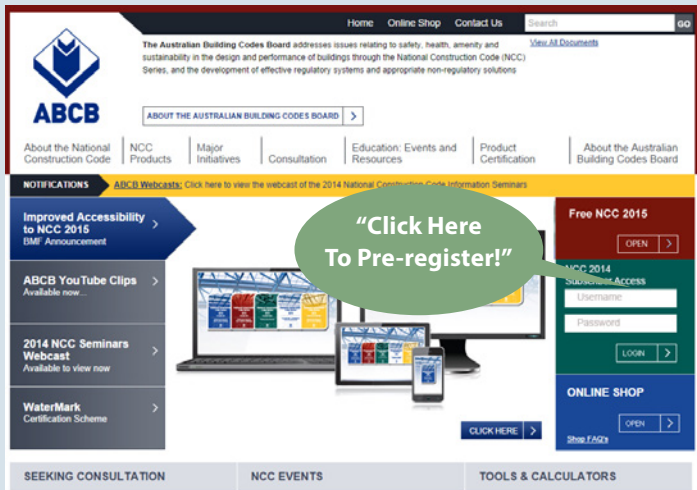 Home Online Shop Contact Us Search GO
The Australian Building Codes Board addresses issues relating to safety, health, amenity and
sustainability in the design and performance of buildings through the National Construction Code (NCC)
Series, and the development of effective regulatory systems and appropriate non-regulatory solutions
View All Documents
ABCB
ABOUT THE AUSTRALIAN BUILDING CODES BOARD >
About the National
Construction Code
NCC
Products
Major
Initiatives
Consultation
Education: Events and
Resources
Product
Certification
About the Australian
Building Codes Board
NOTIFICATIONS ABCB Webcasts: Click here to view the webcast of the 2014 National Construction Code Information Seminars
Improved Accessibility
to NCC 2015
BMF Announcement
ABCB YouTube Clips
Available now...
2014 NCC Seminars
Webcast
Available to view now
WaterMark
Certification Scheme
“Click Here
To Pre-register!”
CLICK HERE >
Free NCC 2015
OPEN >
NCC 2014
Subscriber Access
Username
Password
LOGIN >
ONLINE SHOP
OPEN >
Shop FAQ's
SEEKING CONSULTATION
NCC EVENTS
TOOLS & CALCULATORS